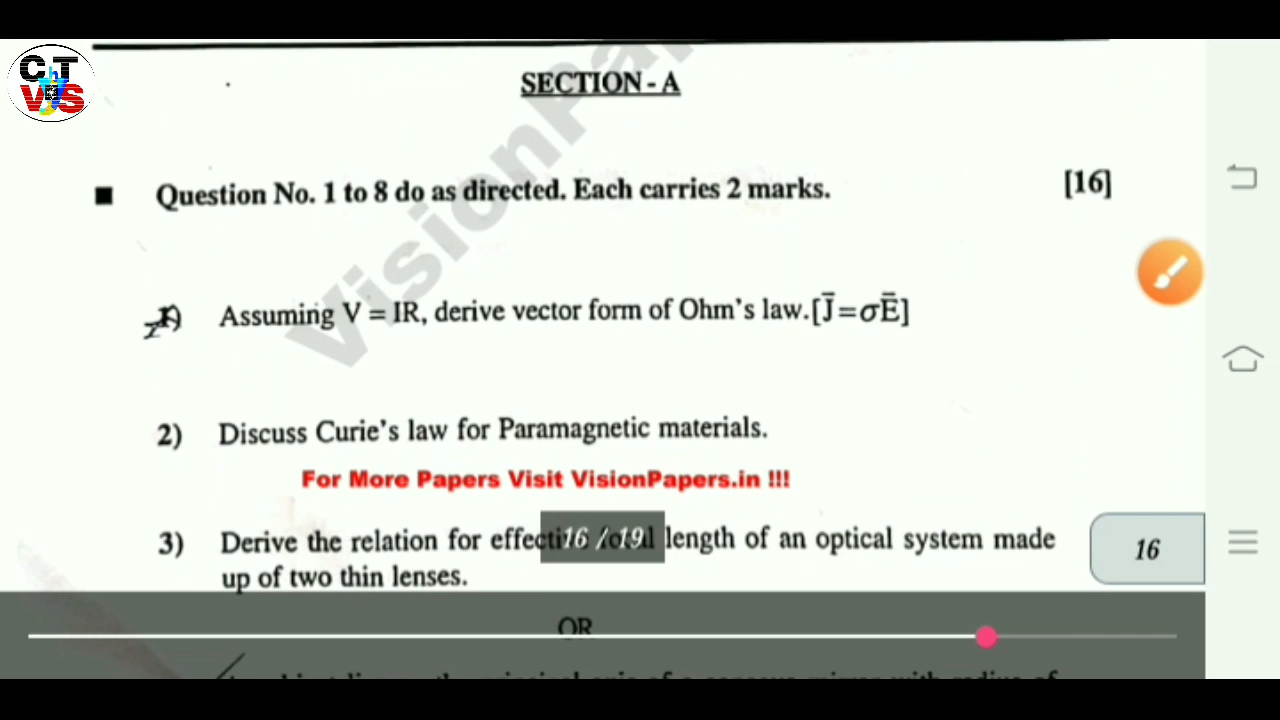 C h T
V J S
SECTION - A
VisionPap
■ Question No. 1 to 8 do as directed. Each carries 2 marks. [16]
1) Assuming V = IR, derive vector form of Ohm's law.[J̄=σĒ]
2) Discuss Curie's law for Paramagnetic materials.
For More Papers Visit VisionPapers.in !!!
3) Derive the relation for effective focal length of an optical system made
16 / 19
16
up of two thin lenses.
OR